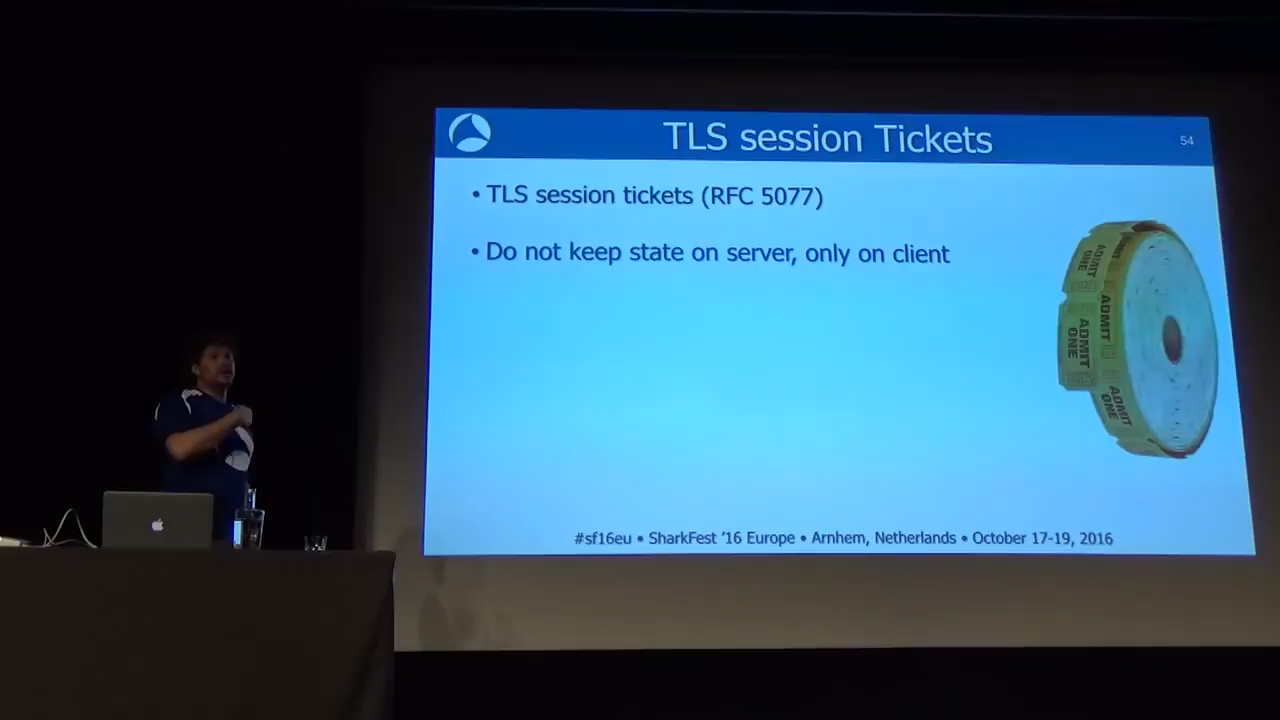 TLS session Tickets
54
• TLS session tickets (RFC 5077)
• Do not keep state on server, only on client
ADMIT
ONE
ADMIT
ADMIT
ONE
ADMIT
ONE
#sf16eu • SharkFest '16 Europe • Arnhem, Netherlands • October 17-19, 2016